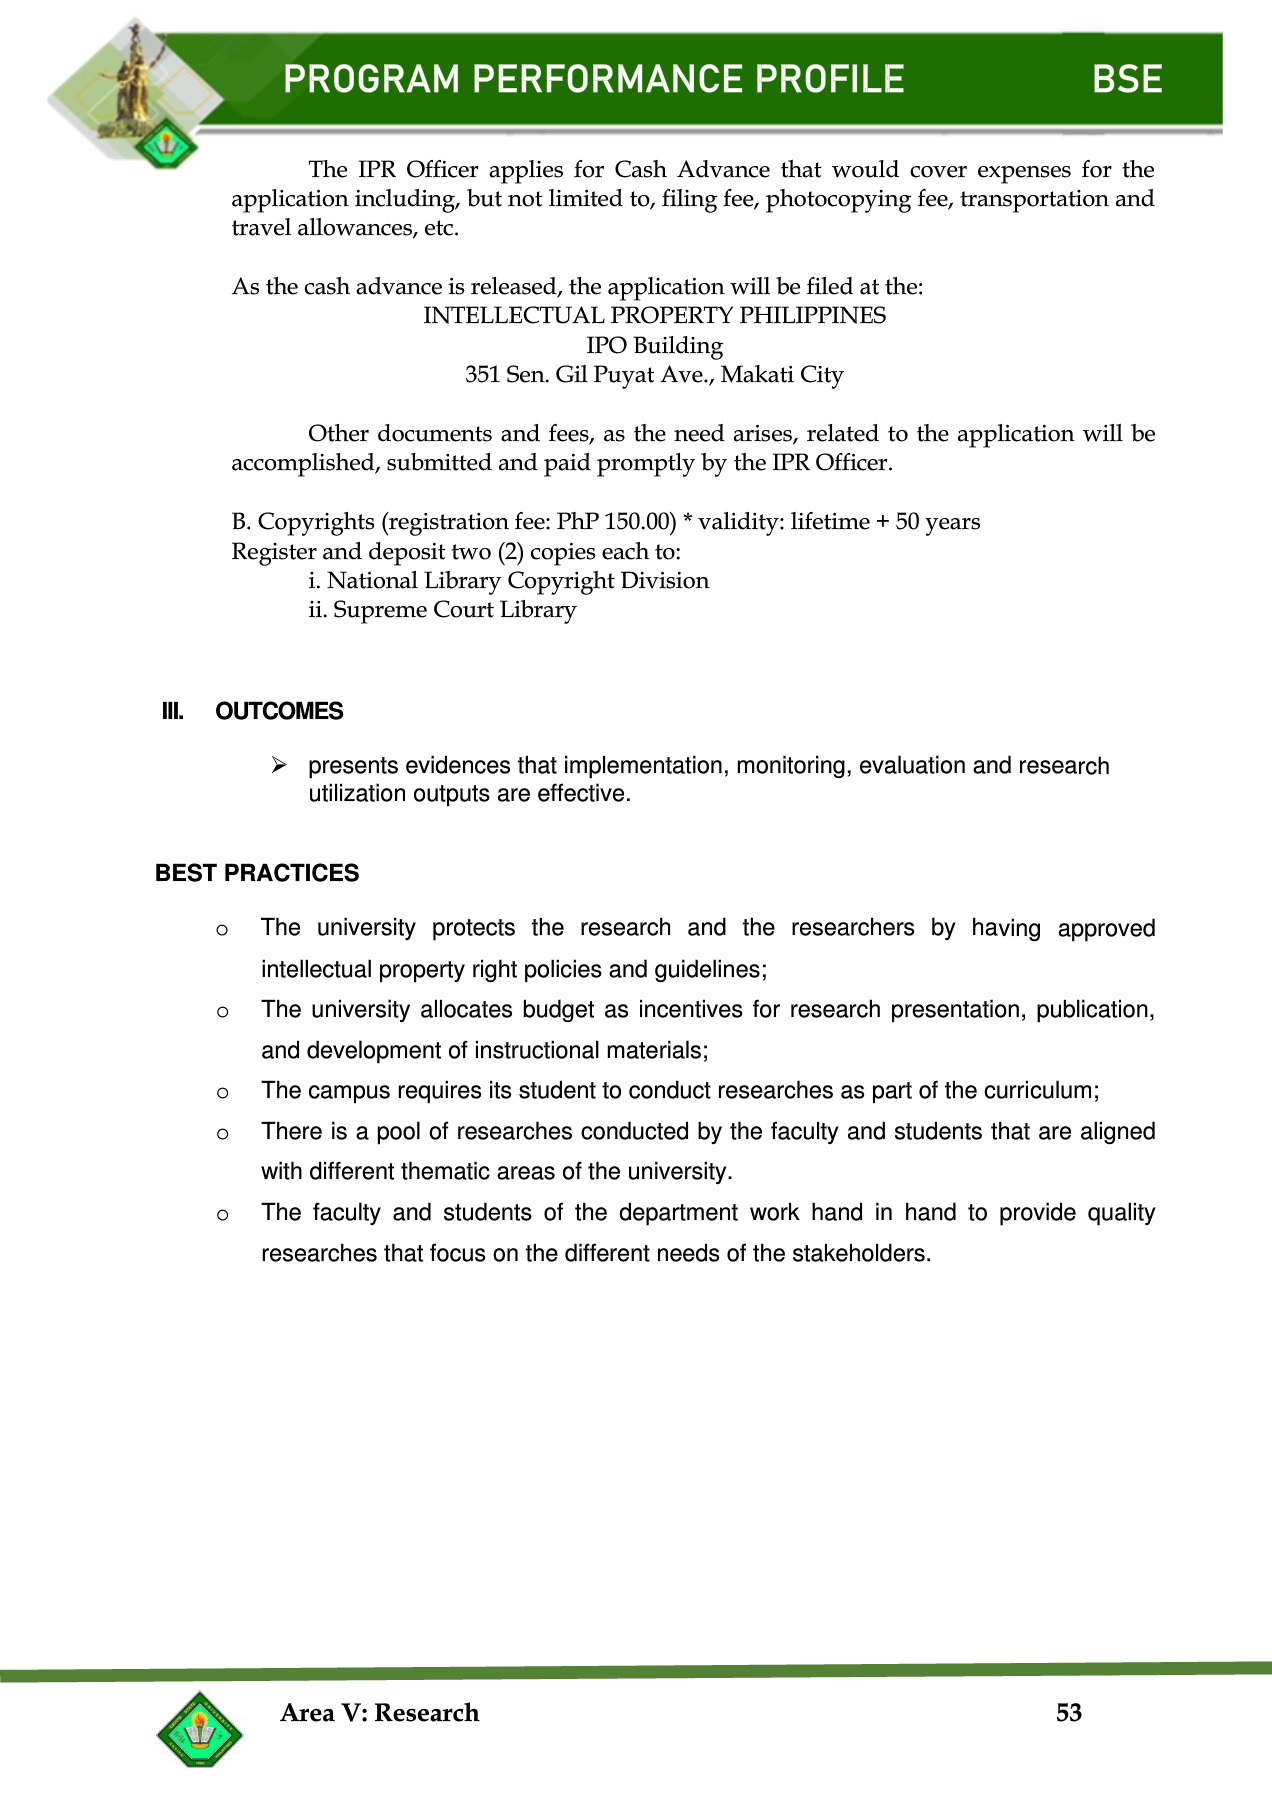 PROGRAM PERFORMANCE PROFILE BSE
The IPR Officer applies for Cash Advance that would cover expenses for the
application including, but not limited to, filing fee, photocopying fee, transportation and
travel allowances, etc.
As the cash advance is released, the application will be filed at the:
INTELLECTUAL PROPERTY PHILIPPINES
IPO Building
351 Sen. Gil Puyat Ave., Makati City
Other documents and fees, as the need arises, related to the application will be
accomplished, submitted and paid promptly by the IPR Officer.
B. Copyrights (registration fee: PhP 150.00) * validity: lifetime + 50 years
Register and deposit two (2) copies each to:
i. National Library Copyright Division
ii. Supreme Court Library
III. OUTCOMES
➢ presents evidences that implementation, monitoring, evaluation and research
utilization outputs are effective.
BEST PRACTICES
o The university protects the research and the researchers by having approved
intellectual property right policies and guidelines;
o The university allocates budget as incentives for research presentation, publication,
and development of instructional materials;
o The campus requires its student to conduct researches as part of the curriculum;
o There is a pool of researches conducted by the faculty and students that are aligned
with different thematic areas of the university.
o The faculty and students of the department work hand in hand to provide quality
researches that focus on the different needs of the stakeholders.
Area V: Research 53